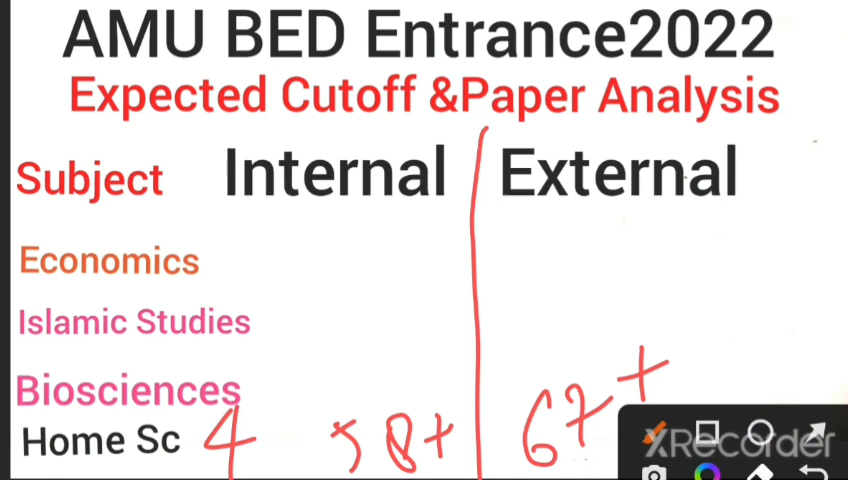 AMU BED Entrance2022
Expected Cutoff &Paper Analysis
Subject Internal External
Economics
Islamic Studies
Biosciences
Home Sc 4 58+ 67+
XRecorder